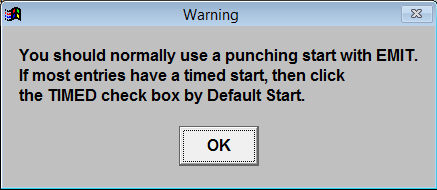 Warning
You should normally use a punching start with EMIT.
If most entries have a timed start, then click
the TIMED check box by Default Start.
OK